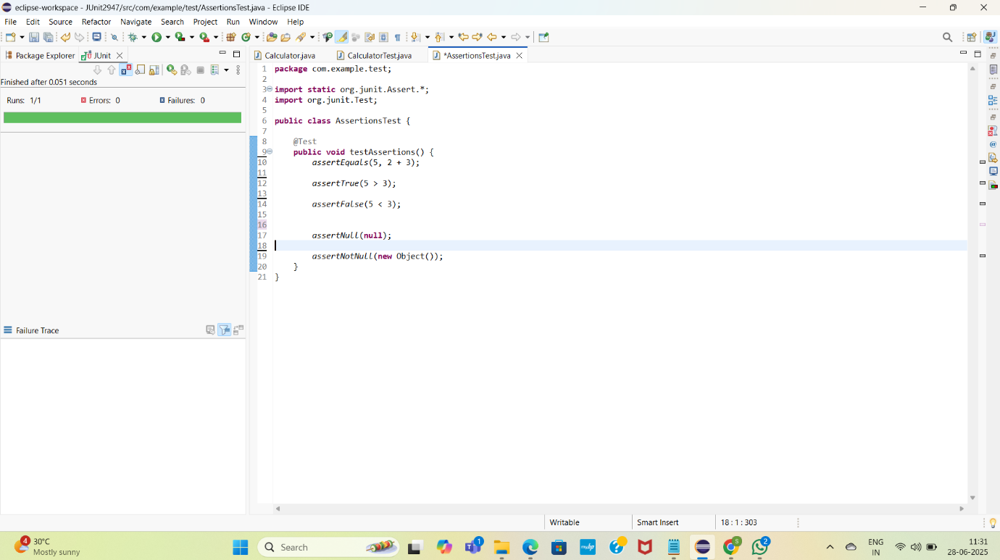 eclipse-workspace - JUnit2947/src/com/example/test/AssertionsTest.java - Eclipse IDE
File Edit Source Refactor Navigate Search Project Run Window Help
Package Explorer JUnit
Calculator.java CalculatorTest.java *AssertionsTest.java
Finished after 0.051 seconds
Runs: 1/1 Errors: 0 Failures: 0
Failure Trace
1 package com.example.test;
2
3 import static org.junit.Assert.*;
4 import org.junit.Test;
5
6 public class AssertionsTest {
7
8 @Test
9 public void testAssertions() {
10 assertEquals(5, 2 + 3);
11
12 assertTrue(5 > 3);
13
14 assertFalse(5 < 3);
15
16
17 assertNull(null);
18
19 assertNotNull(new Object());
20 }
21 }
Writable Smart Insert 18 : 1 : 303
4 30°C
Mostly sunny
Search
1
myhp
S
2
ENG
IN
11:31
28-06-2025